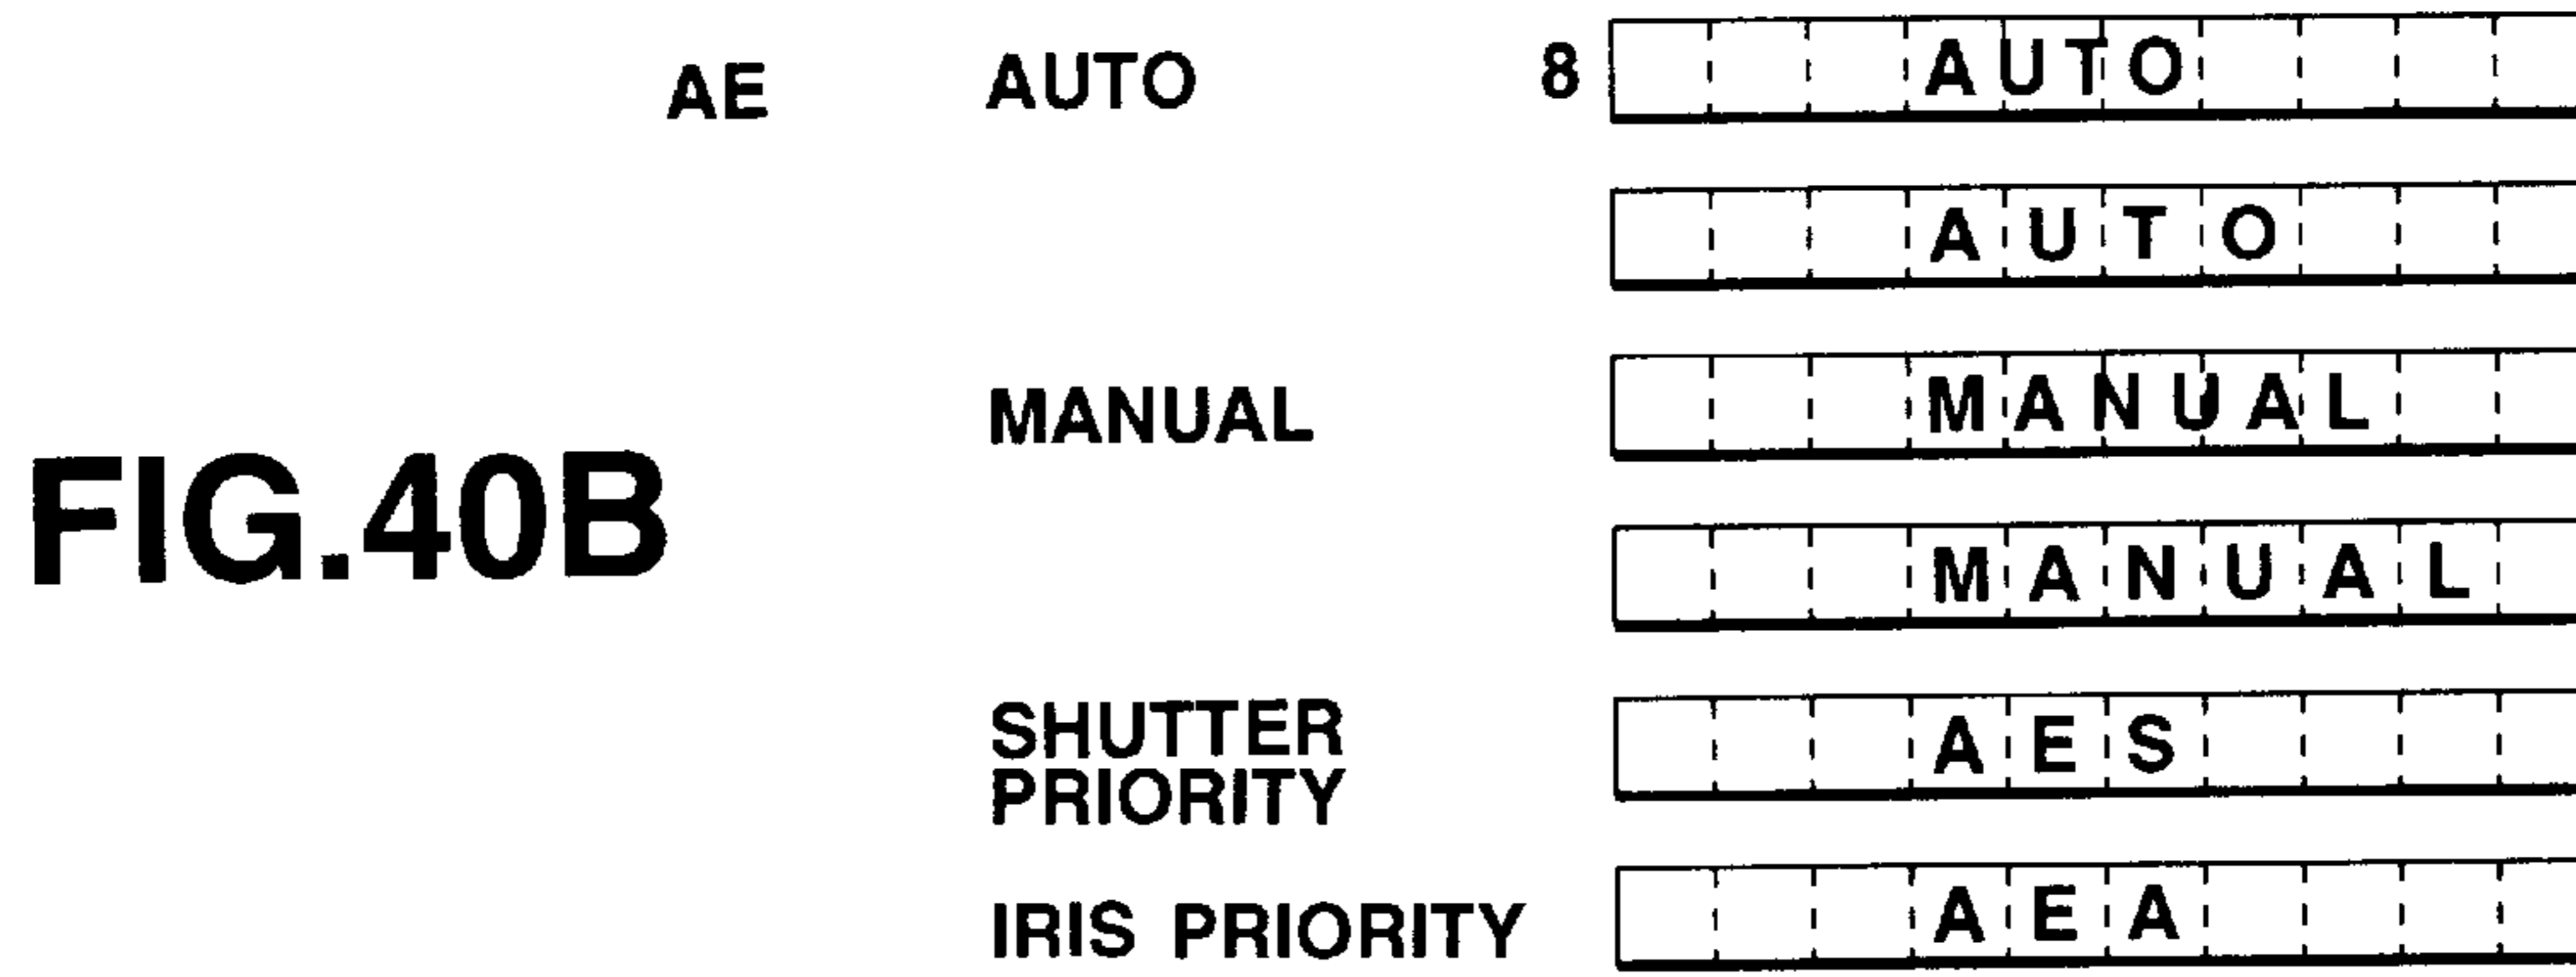 AE AUTO 8 AUTO
AUTO
MANUAL MANUAL
FIG.40B
MANUAL
SHUTTER
PRIORITY AES
IRIS PRIORITY AEA